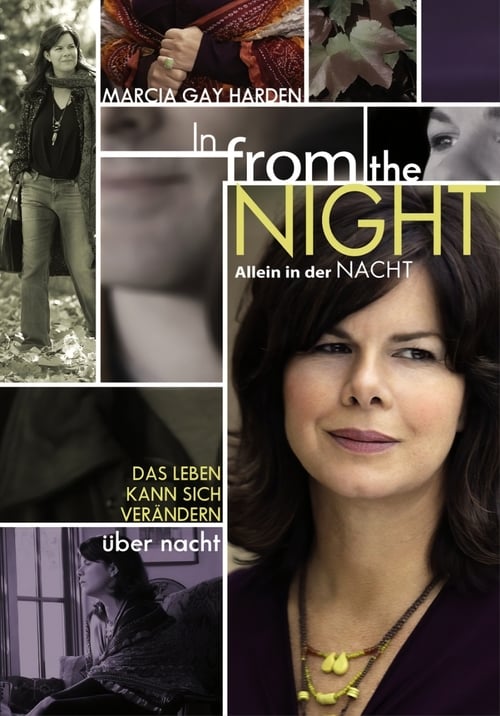 MARCIA GAY HARDEN
In from the
NIGHT
Allein in der NACHT
DAS LEBEN
KANN SICH
VERÄNDERN
über nacht